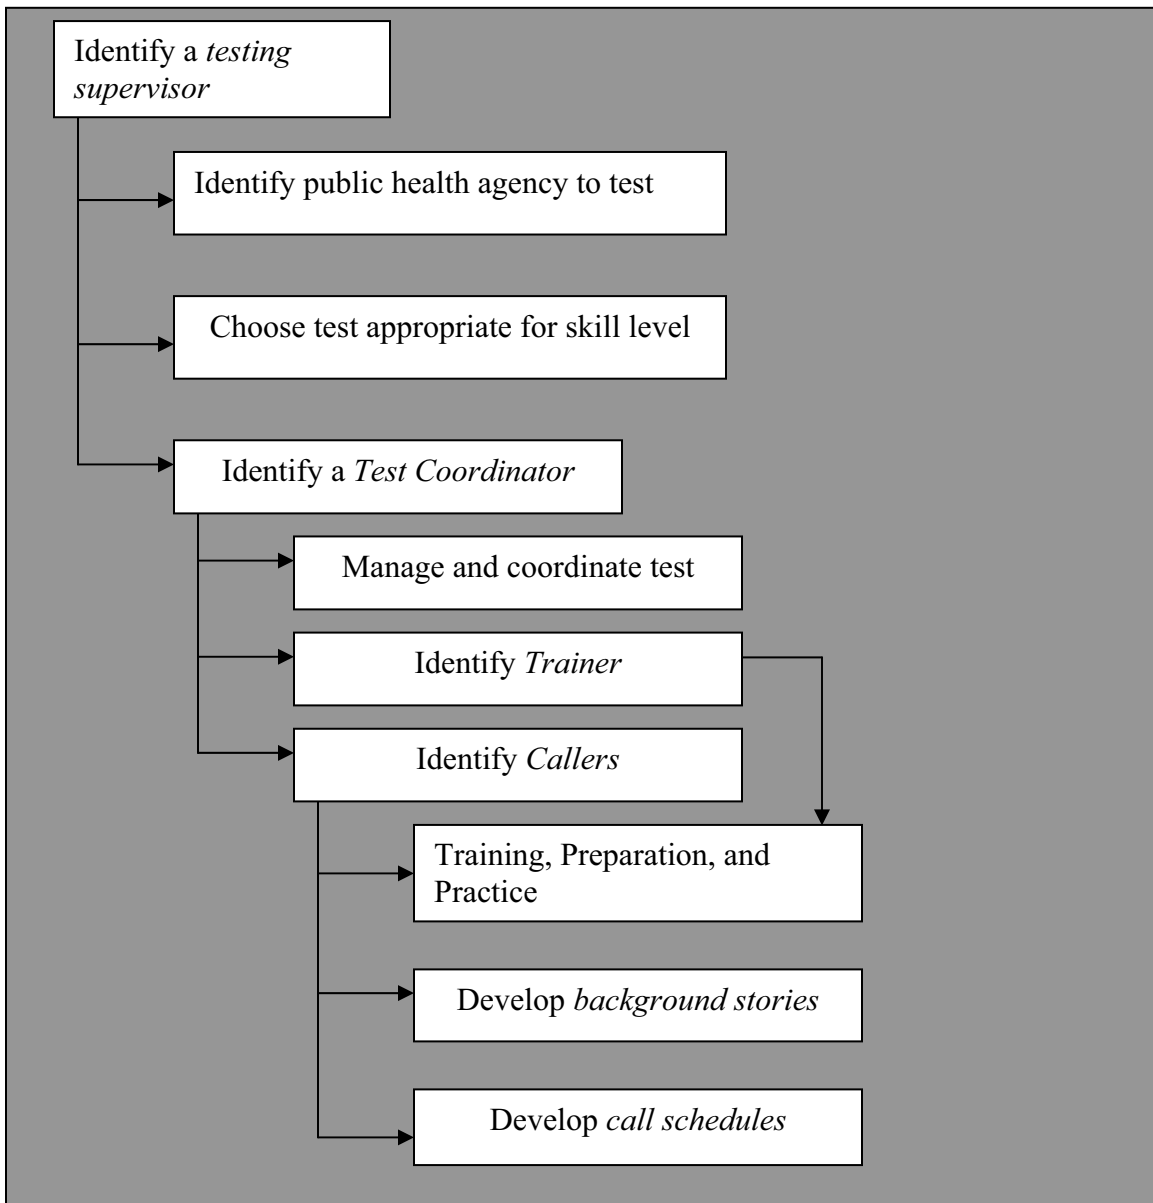 Identify a testing
supervisor
Identify public health agency to test
Choose test appropriate for skill level
Identify a Test Coordinator
Manage and coordinate test
Identify Trainer
Identify Callers
Training, Preparation, and
Practice
Develop background stories
Develop call schedules